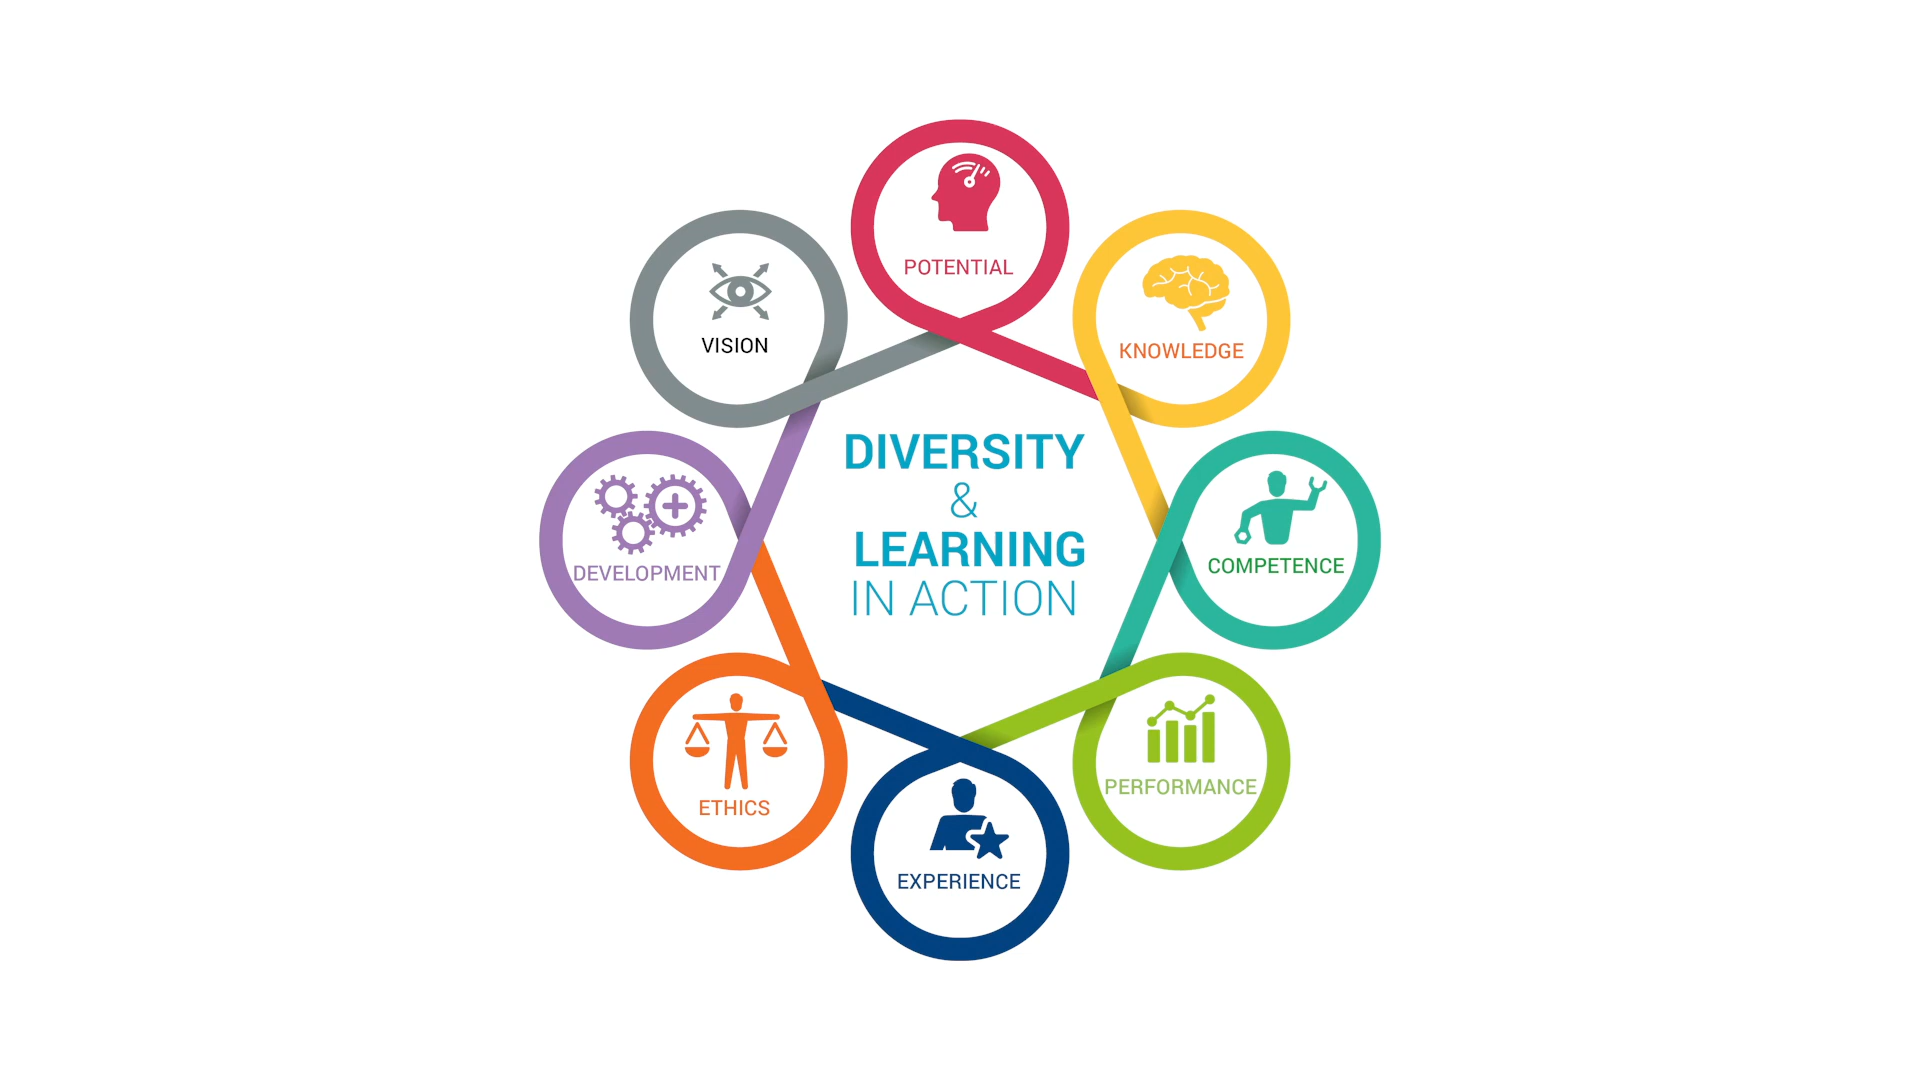 POTENTIAL
KNOWLEDGE
COMPETENCE
PERFORMANCE
EXPERIENCE
ETHICS
DEVELOPMENT
VISION
DIVERSITY
&
LEARNING
IN ACTION